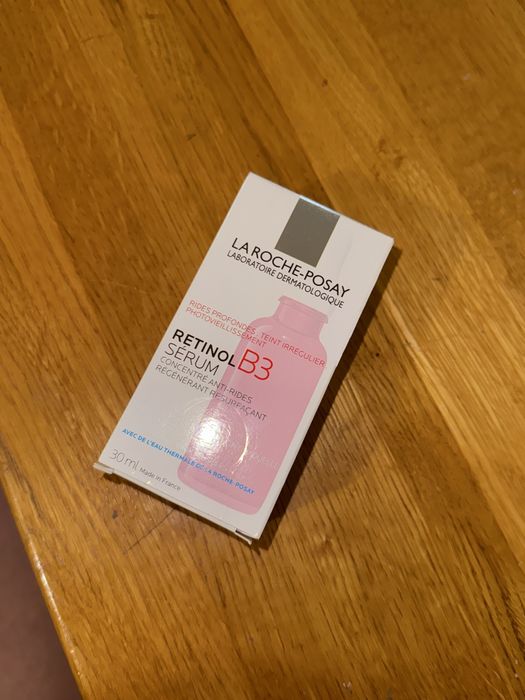 LA ROCHE-POSAY
LABORATOIRE DERMATOLOGIQUE
RIDES PROFONDES, TEINT IRRÉGULIER,
PHOTOVIEILLISSEMENT
RETINOL B3
SÉRUM
CONCENTRÉ ANTI-RIDES
RÉGÉNÉRANT RESURFAÇANT
AVEC DE L'EAU THERMALE DE LA ROCHE-POSAY
30 ml Made in France